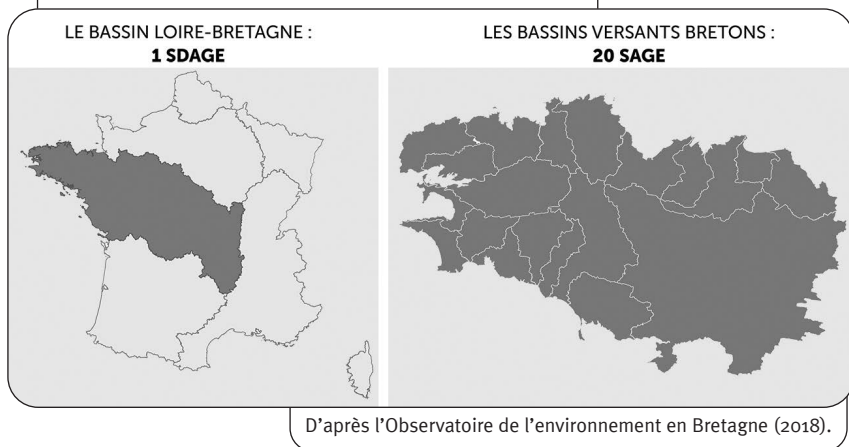 LE BASSIN LOIRE-BRETAGNE :
1 SDAGE
LES BASSINS VERSANTS BRETONS :
20 SAGE
D’après l’Observatoire de l’environnement en Bretagne (2018).